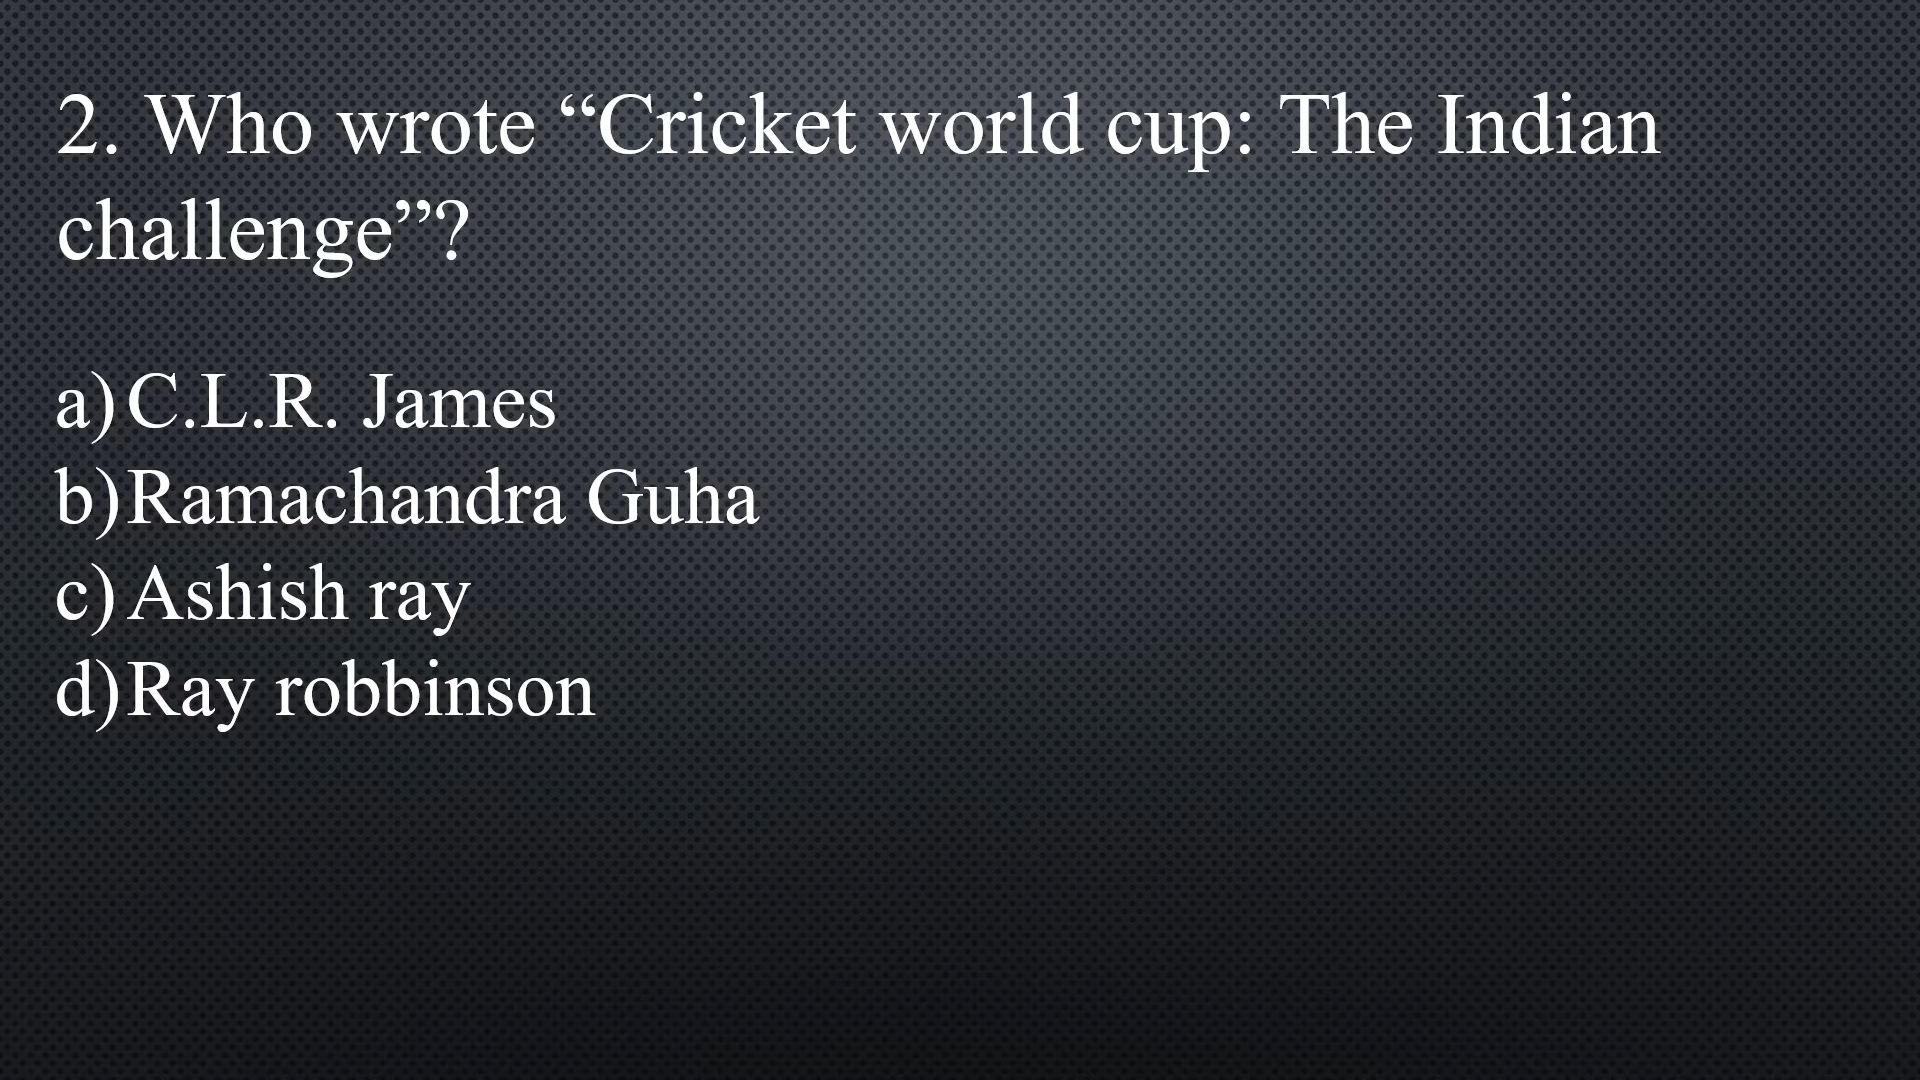 2. Who wrote “Cricket world cup: The Indian
challenge”?
a) C.L.R. James
b) Ramachandra Guha
c) Ashish ray
d) Ray robbinson